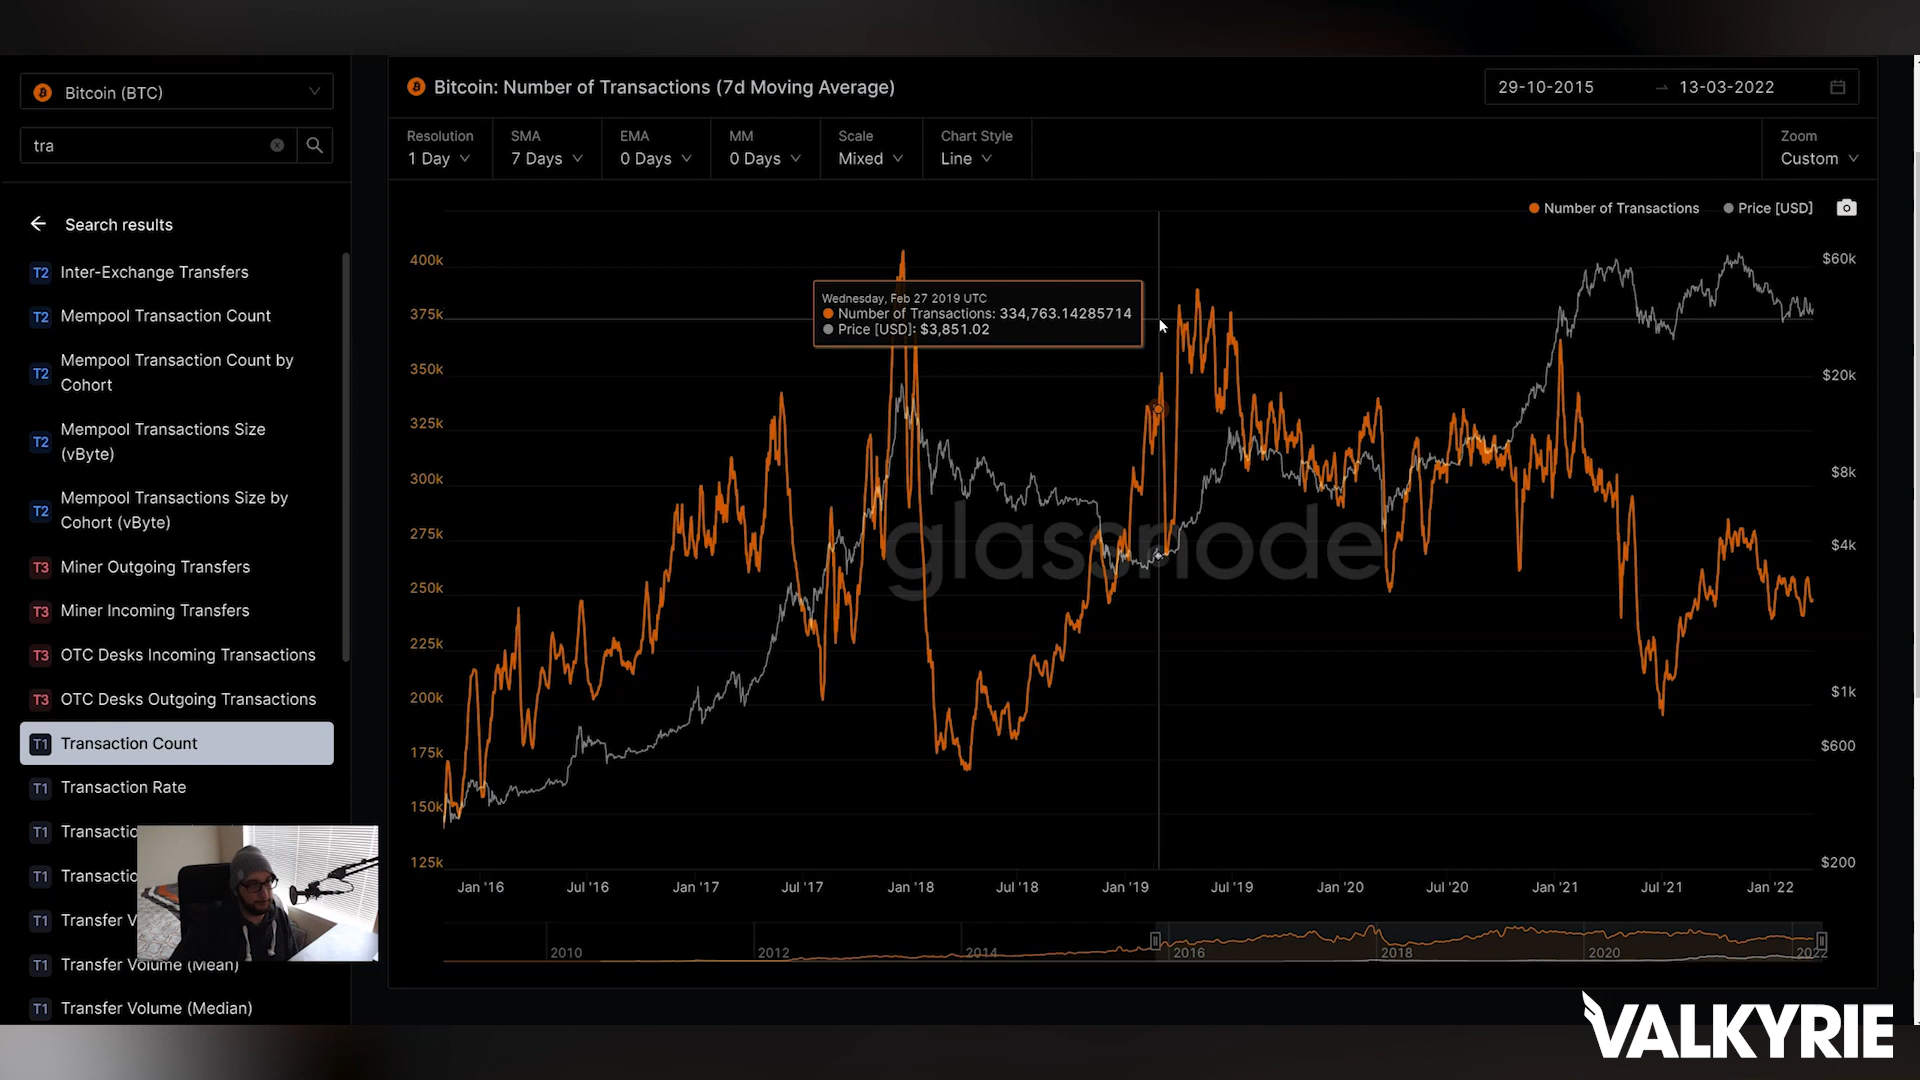 Bitcoin (BTC)
tra
Search results
T2 Inter-Exchange Transfers
T2 Mempool Transaction Count
T2 Mempool Transaction Count by
Cohort
T2 Mempool Transactions Size
(vByte)
T2 Mempool Transactions Size by
Cohort (vByte)
T3 Miner Outgoing Transfers
T3 Miner Incoming Transfers
T3 OTC Desks Incoming Transactions
T3 OTC Desks Outgoing Transactions
T1 Transaction Count
T1 Transaction Rate
T1 Transactio
T1 Transactio
T1 Transfer V
T1 Transfer Volume (Mean)
T1 Transfer Volume (Median)
Bitcoin: Number of Transactions (7d Moving Average)
29-10-2015 → 13-03-2022
Resolution SMA EMA MM Scale Chart Style Zoom
1 Day 7 Days 0 Days 0 Days Mixed Line Custom
Number of Transactions Price [USD]
400k
375k
350k
325k
300k
275k
250k
225k
200k
175k
150k
125k
Wednesday, Feb 27 2019 UTC
Number of Transactions: 334,763.14285714
Price [USD]: $3,851.02
glassnode
$60k
$20k
$8k
$4k
$1k
$600
$200
Jan '16 Jul '16 Jan '17 Jul '17 Jan '18 Jul '18 Jan '19 Jul '19 Jan '20 Jul '20 Jan '21 Jul '21 Jan '22
2010 2012 2014 2016 2018 2020 2022
VALKYRIE